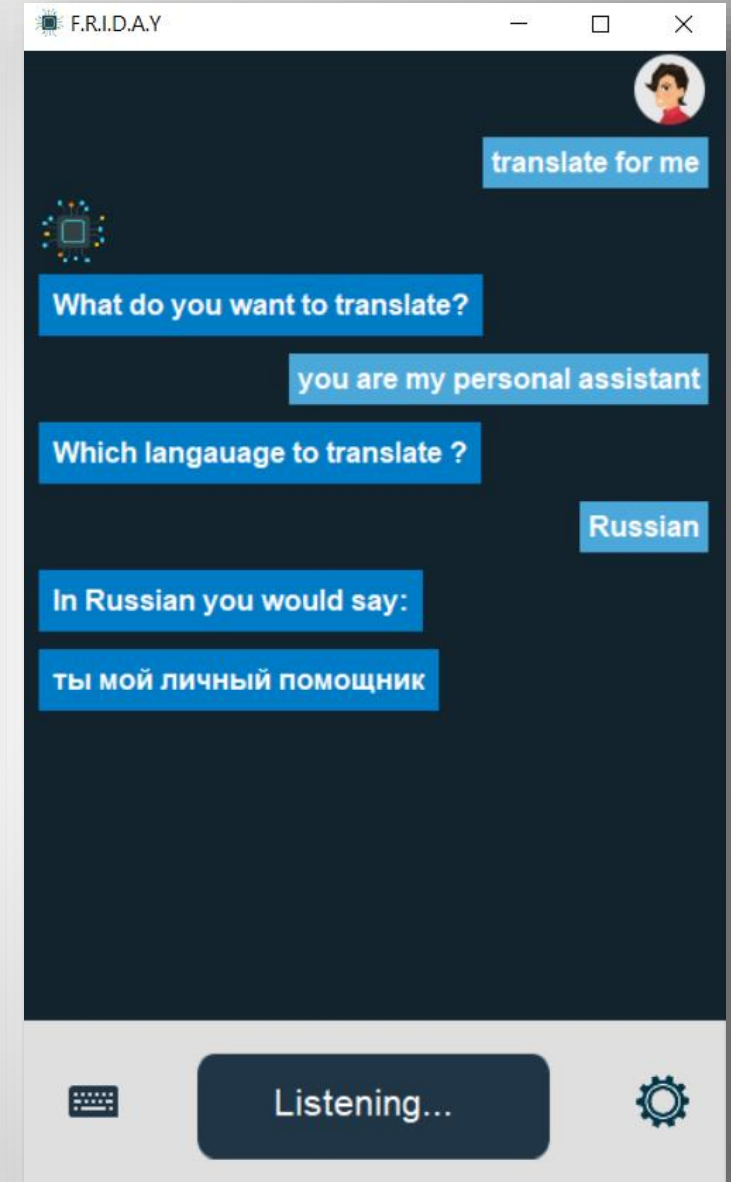 F.R.I.D.A.Y
translate for me
What do you want to translate?
you are my personal assistant
Which langauage to translate ?
Russian
In Russian you would say:
ты мой личный помощник
Listening...